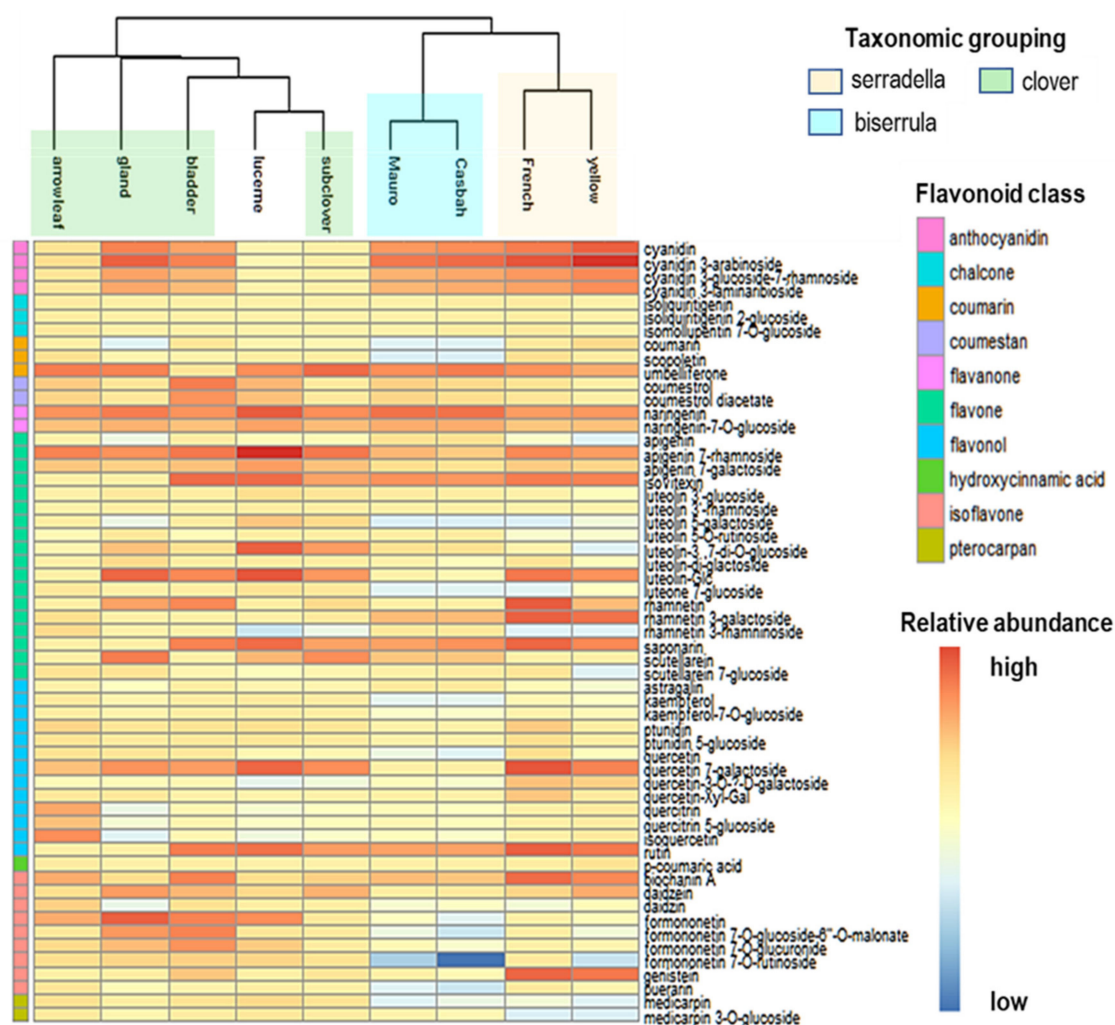 Taxonomic grouping
serradella
clover
biserrula
arrowleaf
gland
bladder
lucerne
subclover
Mauro
Casbah
French
yellow
Flavonoid class
anthocyanidin
chalcone
coumarin
coumestan
flavanone
flavone
flavonol
hydroxycinnamic acid
isoflavone
pterocarpan
Relative abundance
high
low
cyanidin
cyanidin 3-arabinoside
cyanidin 3-glucoside-7-rhamnoside
cyanidin 3-laminaribioside
isoliquiritigenin
isoliquiritigenin 2-glucoside
isomollupentin 7-O-glucoside
coumarin
scopoletin
umbelliferone
coumestrol
coumestrol diacetate
naringenin
naringenin-7-O-glucoside
apigenin
apigenin 7-rhamnoside
apigenin 7-galactoside
isovitexin
luteolin 3'-glucoside
luteolin 3'-rhamnoside
luteolin 5-galactoside
luteolin 5-O-rutinoside
luteolin-3 ,7-di-O-glucoside
luteolin-di-glactoside
luteolin-Glc
luteone 7-glucoside
rhamnetin
rhamnetin 3-galactoside
rhamnetin 3-rhamninoside
saponarin
scutellarein
scutellarein 7-glucoside
astragalin
kaempferol
kaempferol-7-O-glucoside
ptunidin
ptunidin 5-glucoside
quercetin
quercetin 7-galactoside
quercetin-3-O-?-D-galactoside
quercetin-Xyl-Gal
quercitrin
quercitrin 5-glucoside
isoquercetin
rutin
p-coumaric acid
biochanin A
daidzein
daidzin
formononetin
formononetin 7-O-glucoside-6"-O-malonate
formononetin 7-O-glucuronide
formononetin 7-O-rutinoside
genistein
puerarin
medicarpin
medicarpin 3-O-glucoside